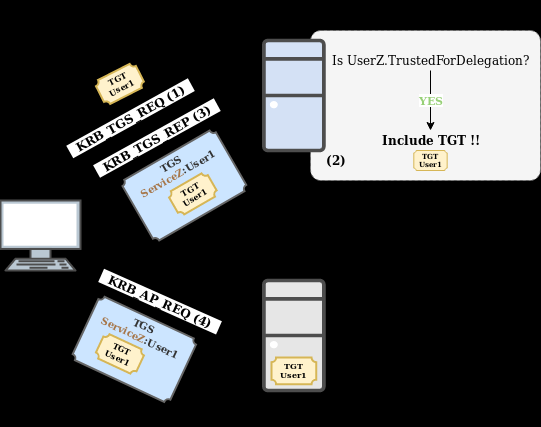 TGT
User1
KRB_TGS_REQ (1)
KRB_TGS_REP (3)
TGS
ServiceZ:User1
TGT
User1
Is UserZ.TrustedForDelegation?
YES
Include TGT !!
(2)
TGT
User1
KRB_AP_REQ (4)
TGS
ServiceZ:User1
TGT
User1
TGT
User1